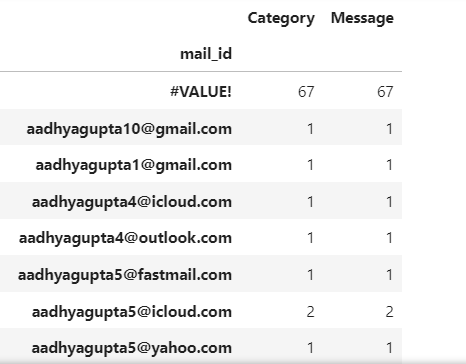 Category Message
mail_id
#VALUE! 67 67
aadhyagupta10@gmail.com 1 1
aadhyagupta1@gmail.com 1 1
aadhyagupta4@icloud.com 1 1
aadhyagupta4@outlook.com 1 1
aadhyagupta5@fastmail.com 1 1
aadhyagupta5@icloud.com 2 2
aadhyagupta5@yahoo.com 1 1